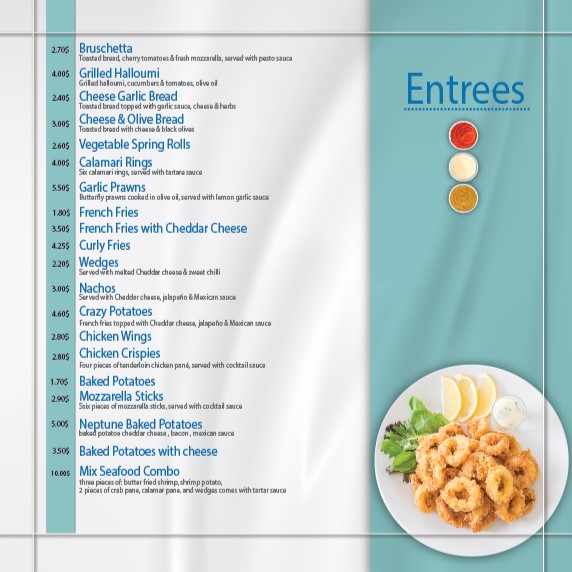 Entrees
2.70$ Bruschetta
Toasted bread, cherry tomatoes & fresh mozzarella, served with pesto sauce
4.00$ Grilled Halloumi
Grilled halloumi, cucumbers & tomatoes, olive oil
2.40$ Cheese Garlic Bread
Toasted bread topped with garlic sauce, cheese & herbs
3.00$ Cheese & Olive Bread
Toasted bread with cheese & black olives
2.60$ Vegetable Spring Rolls
4.00$ Calamari Rings
Six calamari rings, served with tartare sauce
5.50$ Garlic Prawns
Butterfly prawns cooked in olive oil, served with lemon garlic sauce
1.80$ French Fries
3.50$ French Fries with Cheddar Cheese
4.25$ Curly Fries
2.20$ Wedges
Served with melted Cheddar cheese & sweet chilli
3.00$ Nachos
Served with Cheddar cheese, jalapeño & Mexican sauce
4.60$ Crazy Potatoes
French fries topped with Cheddar cheese, jalapeño & Mexican sauce
2.80$ Chicken Wings
2.80$ Chicken Crispies
Four pieces of tenderloin chicken pané, served with cocktail sauce
1.70$ Baked Potatoes
2.90$ Mozzarella Sticks
Ssix pieces of mozzarella sticks, served with cocktail sauce
5.00$ Neptune Baked Potatoes
baked potatoe cheddar cheese , bacon , mexican sauce
3.50$ Baked Potatoes with cheese
10.00$ Mix Seafood Combo
three pieces of: butter fried shrimp, shrimp potato,
2 pieces of crab pane, calamar pane. and wedges comes with tartar sauce